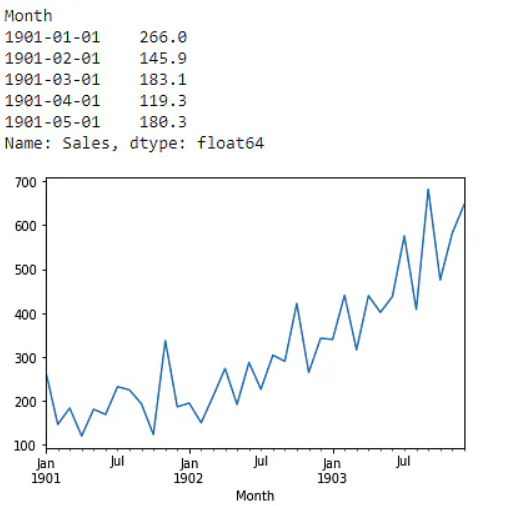 Month
1901-01-01    266.0
1901-02-01    145.9
1901-03-01    183.1
1901-04-01    119.3
1901-05-01    180.3
Name: Sales, dtype: float64
700
600
500
400
300
200
100
Jan Jul Jan Jul Jan Jul
1901 1902 1903
Month